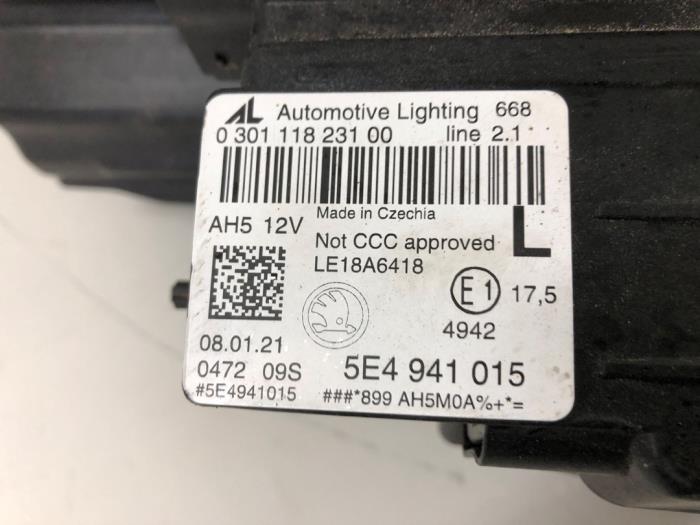 AL Automotive Lighting 668
0 301 118 231 00 line 2.1
AH5 12V Made in Czechia
Not CCC approved L
LE18A6418
E1 17,5
4942
08.01.21
0472 09S 5E4 941 015
#5E4941015 ###*899 AH5M0A%+*=